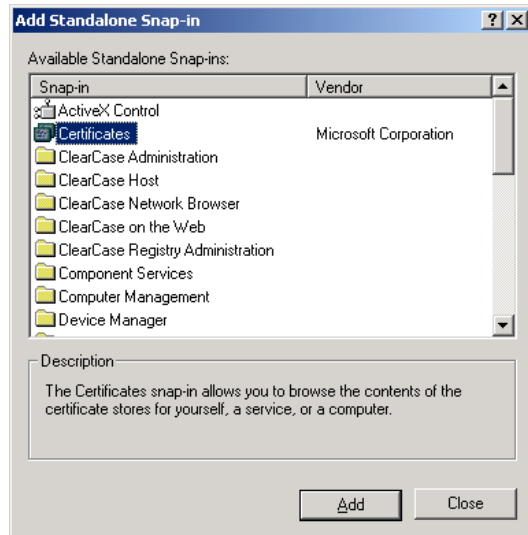 Add Standalone Snap-in
Available Standalone Snap-ins:
Snap-in Vendor
ActiveX Control
Certificates Microsoft Corporation
ClearCase Administration
ClearCase Host
ClearCase Network Browser
ClearCase on the Web
ClearCase Registry Administration
Component Services
Computer Management
Device Manager
Description
The Certificates snap-in allows you to browse the contents of the
certificate stores for yourself, a service, or a computer.
Add Close